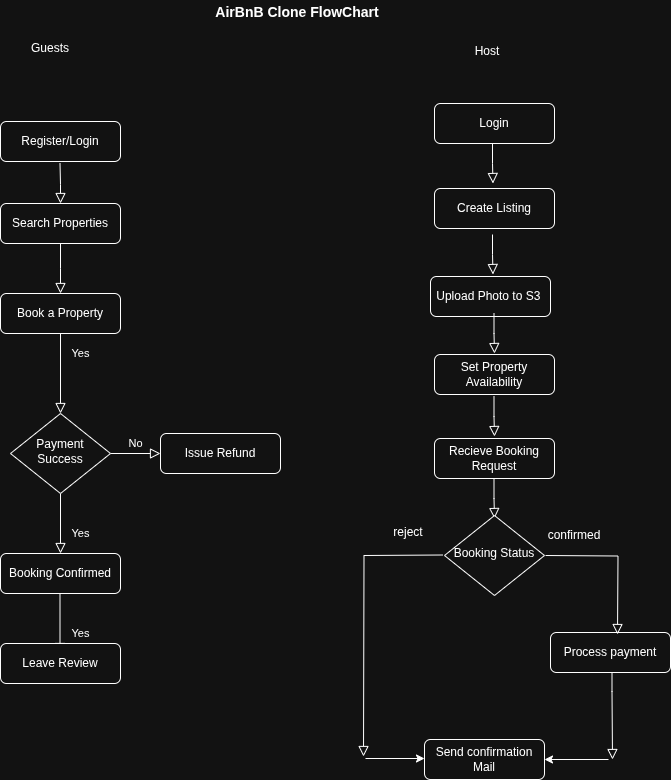 AirBnB Clone FlowChart
Guests
Register/Login
Search Properties
Book a Property
Yes
Payment
Success
No
Issue Refund
Yes
Booking Confirmed
Yes
Leave Review
Host
Login
Create Listing
Upload Photo to S3
Set Property
Availability
Recieve Booking
Request
Booking Status
reject
confirmed
Process payment
Send confirmation
Mail